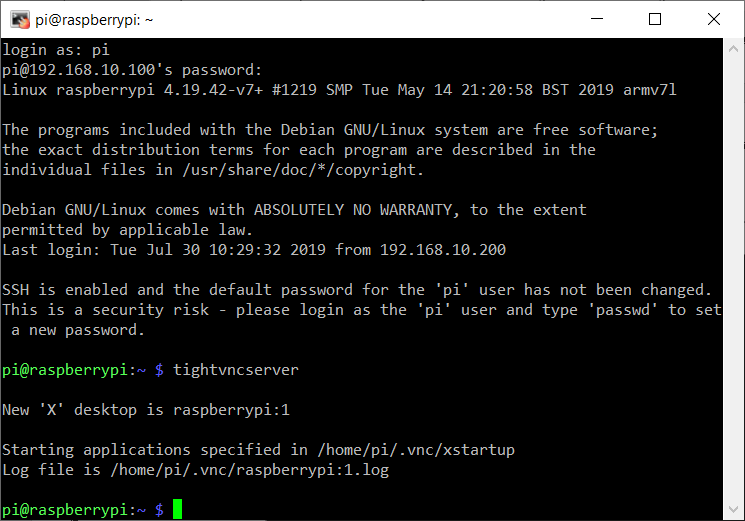 pi@raspberrypi: ~
login as: pi
pi@192.168.10.100's password:
Linux raspberrypi 4.19.42-v7+ #1219 SMP Tue May 14 21:20:58 BST 2019 armv7l
The programs included with the Debian GNU/Linux system are free software;
the exact distribution terms for each program are described in the
individual files in /usr/share/doc/*/copyright.
Debian GNU/Linux comes with ABSOLUTELY NO WARRANTY, to the extent
permitted by applicable law.
Last login: Tue Jul 30 10:29:32 2019 from 192.168.10.200
SSH is enabled and the default password for the 'pi' user has not been changed.
This is a security risk - please login as the 'pi' user and type 'passwd' to set
 a new password.
pi@raspberrypi:~ $ tightvncserver
New 'X' desktop is raspberrypi:1
Starting applications specified in /home/pi/.vnc/xstartup
Log file is /home/pi/.vnc/raspberrypi:1.log
pi@raspberrypi:~ $